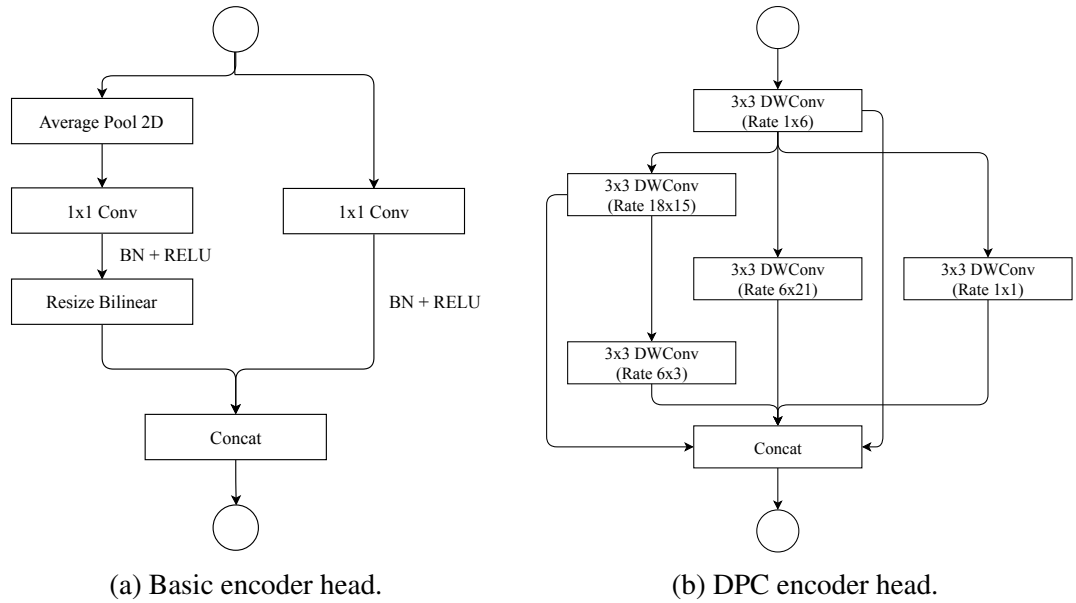 Average Pool 2D
1x1 Conv
BN + RELU
Resize Bilinear
1x1 Conv
BN + RELU
Concat
(a) Basic encoder head.
3x3 DWConv
(Rate 1x6)
3x3 DWConv
(Rate 18x15)
3x3 DWConv
(Rate 6x21)
3x3 DWConv
(Rate 1x1)
3x3 DWConv
(Rate 6x3)
Concat
(b) DPC encoder head.